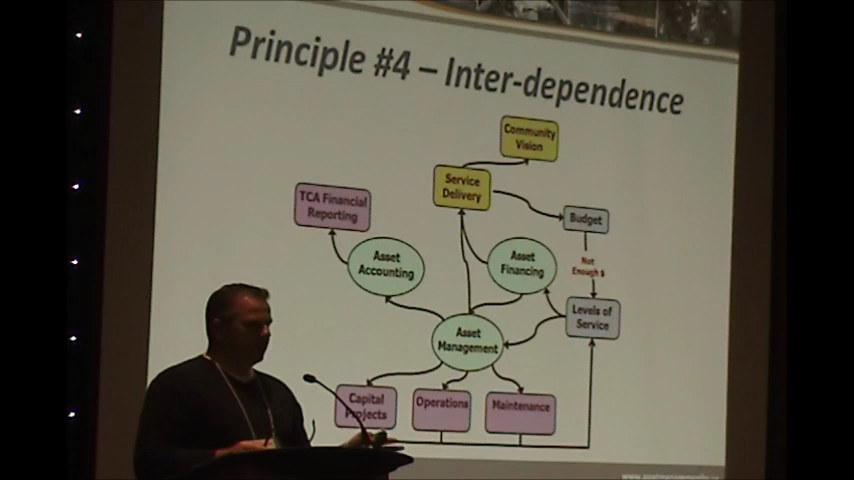 Principle #4 – Inter-dependence
Community
Vision
Service
Delivery
TCA Financial
Reporting
Budget
Asset
Accounting
Asset
Financing
Not
Enough $
Levels of
Service
Asset
Management
Capital
Projects
Operations
Maintenance